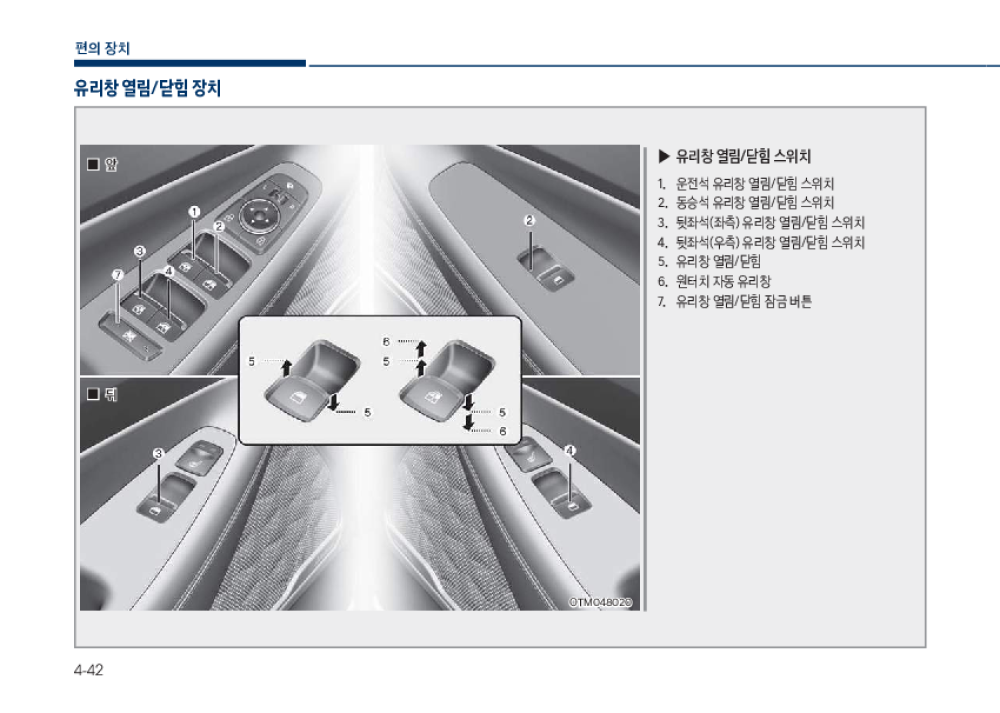 편의 장치
유리창 열림/닫힘 장치
■ 앞
1
2
3
7
4
2
■ 뒤
5
5
6
5
5
6
3
4
OTM048020
▶ 유리창 열림/닫힘 스위치
1. 운전석 유리창 열림/닫힘 스위치
2. 동승석 유리창 열림/닫힘 스위치
3. 뒷좌석(좌측) 유리창 열림/닫힘 스위치
4. 뒷좌석(우측) 유리창 열림/닫힘 스위치
5. 유리창 열림/닫힘
6. 원터치 자동 유리창
7. 유리창 열림/닫힘 잠금 버튼
4-42